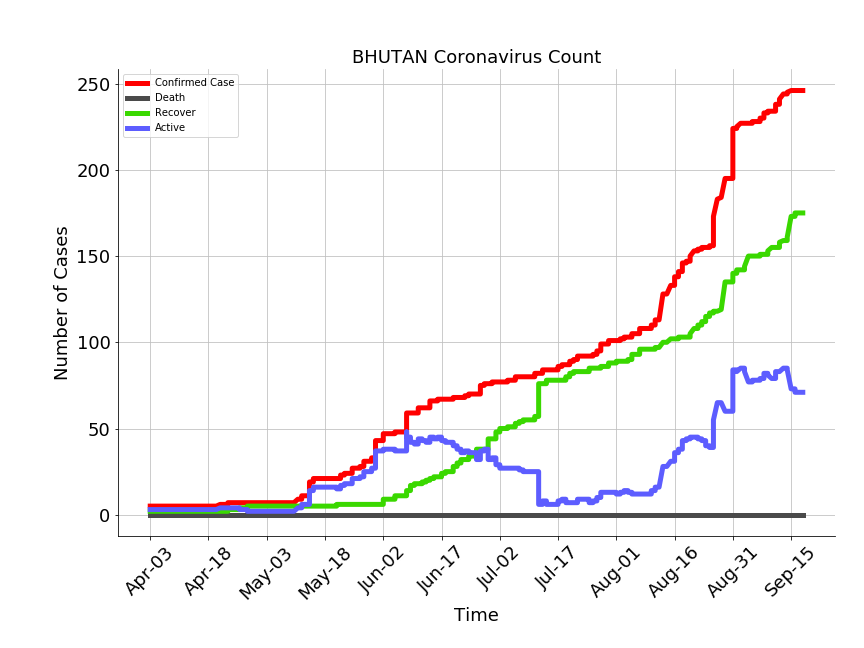 BHUTAN Coronavirus Count
Confirmed Case
Death
Recover
Active
250
200
150
100
50
0
Number of Cases
Apr-03
Apr-18
May-03
May-18
Jun-02
Jun-17
Jul-02
Jul-17
Aug-01
Aug-16
Aug-31
Sep-15
Time